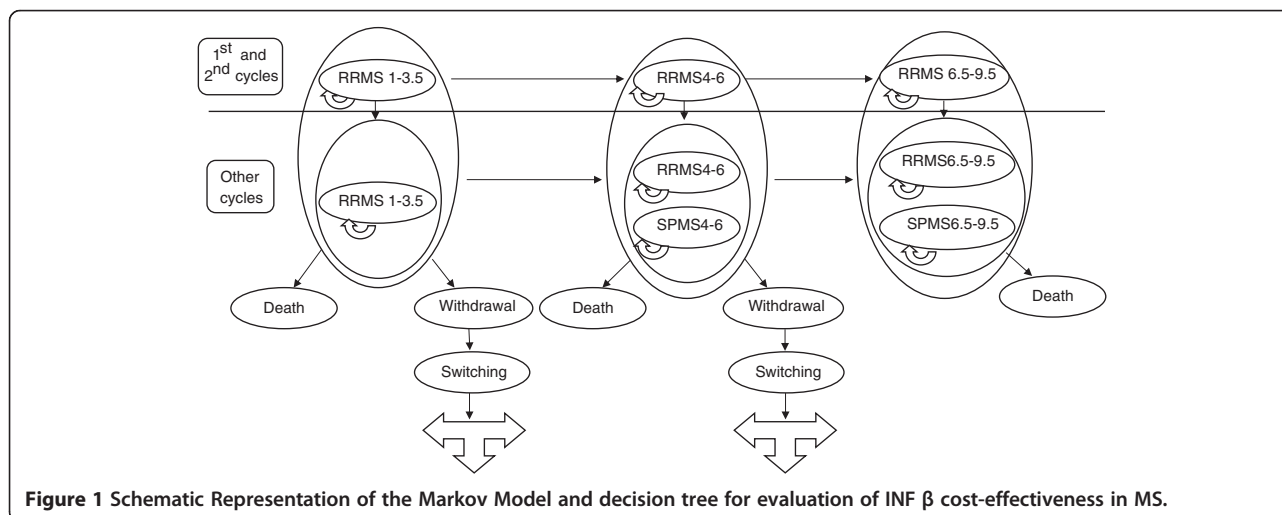 1st and
2nd cycles
RRMS 1-3.5
RRMS4-6
RRMS 6.5-9.5
Other
cycles
RRMS 1-3.5
RRMS4-6
SPMS4-6
RRMS6.5-9.5
SPMS6.5-9.5
Death
Withdrawal
Death
Withdrawal
Death
Switching
Switching
Figure 1 Schematic Representation of the Markov Model and decision tree for evaluation of INF β cost-effectiveness in MS.